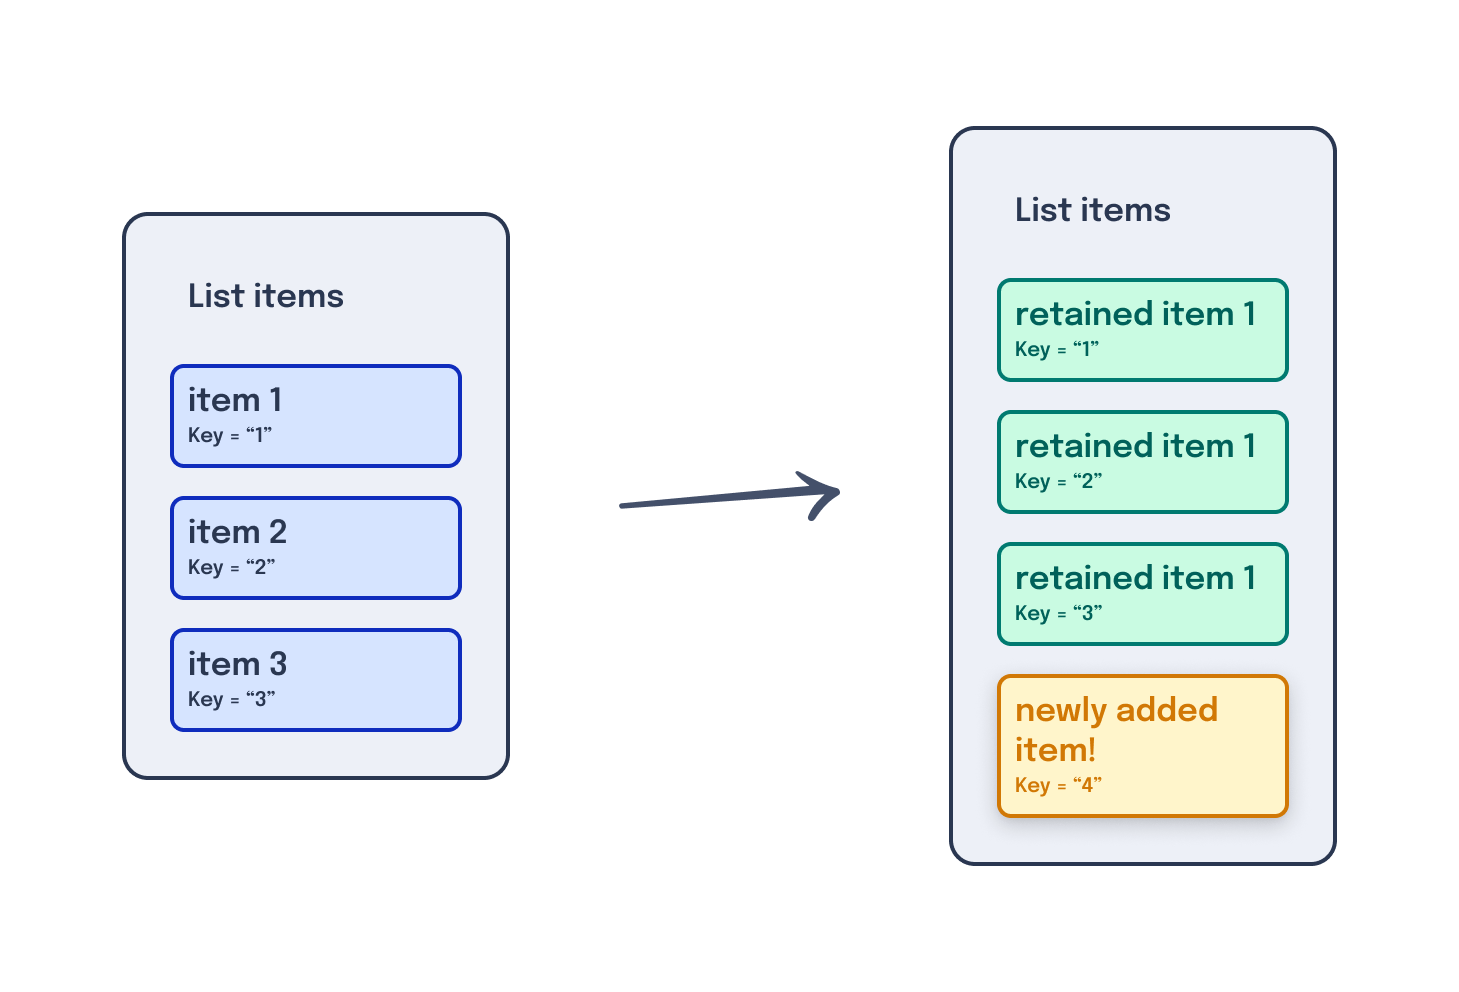 List items
item 1
Key = “1”
item 2
Key = “2”
item 3
Key = “3”
List items
retained item 1
Key = “1”
retained item 1
Key = “2”
retained item 1
Key = “3”
newly added
item!
Key = “4”